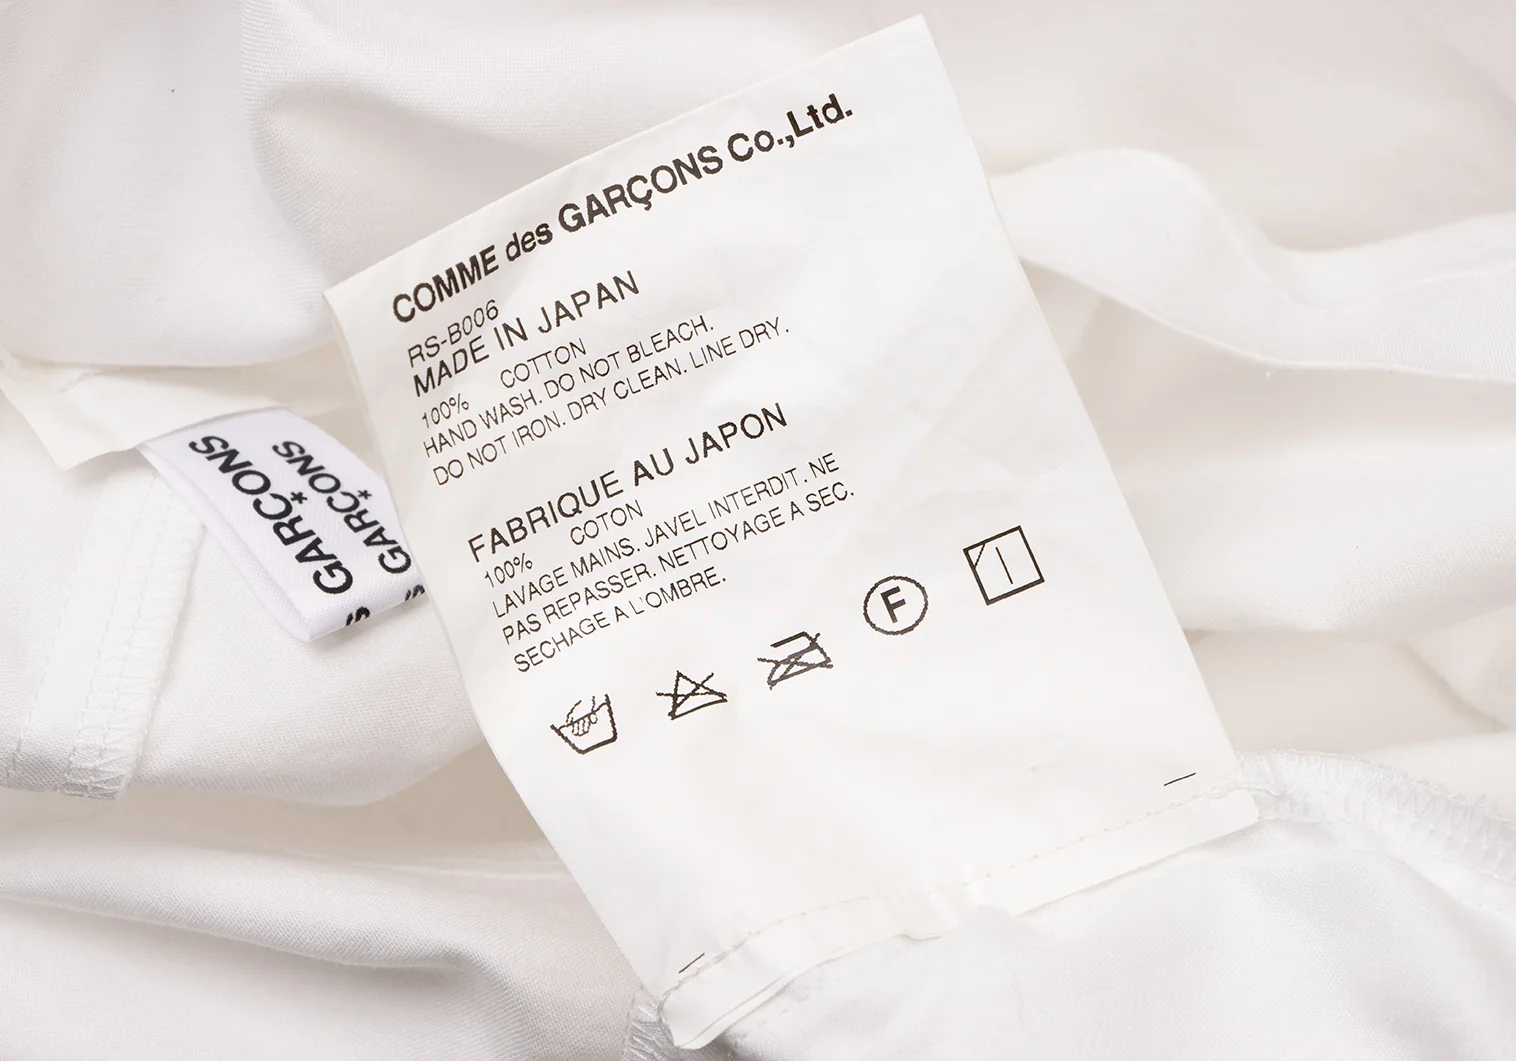 COMME des GARÇONS Co.,Ltd.
RS-B006
MADE IN JAPAN
100% COTTON
HAND WASH. DO NOT BLEACH.
DO NOT IRON. DRY CLEAN. LINE DRY.
FABRIQUE AU JAPON
100% COTON
LAVAGE MAINS. JAVEL INTERDIT. NE
PAS REPASSER. NETTOYAGE A SEC.
SECHAGE A L'OMBRE.
F
GARÇONS
GARÇONS